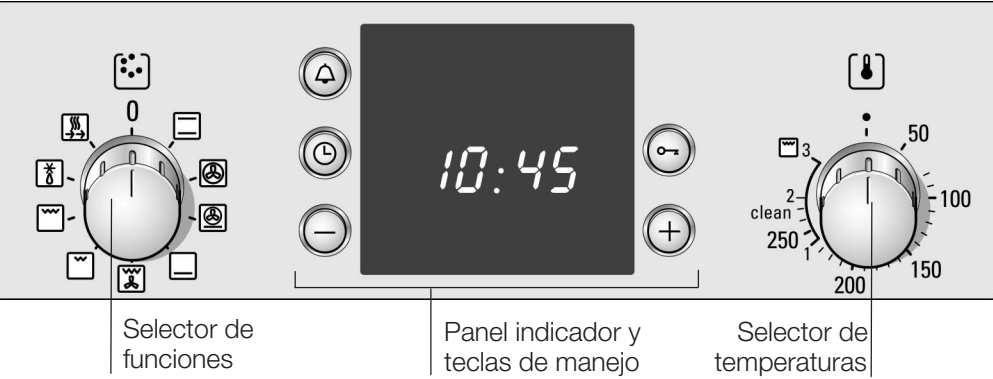 0
10:45
50
100
150
200
250
clean
1
2
3
Selector de
funciones
Panel indicador y
teclas de manejo
Selector de
temperaturas